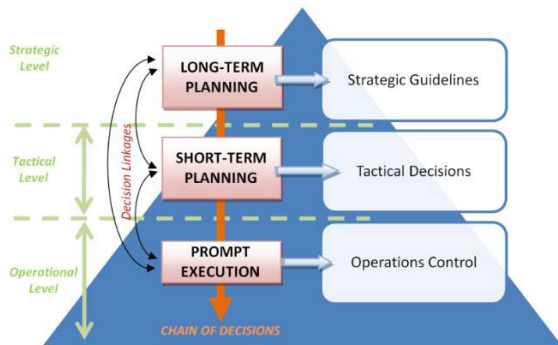 Strategic
Level
LONG-TERM
PLANNING
Strategic Guidelines
Decision Linkages
Tactical
Level
SHORT-TERM
PLANNING
Tactical Decisions
Operational
Level
PROMPT
EXECUTION
Operations Control
CHAIN OF DECISIONS